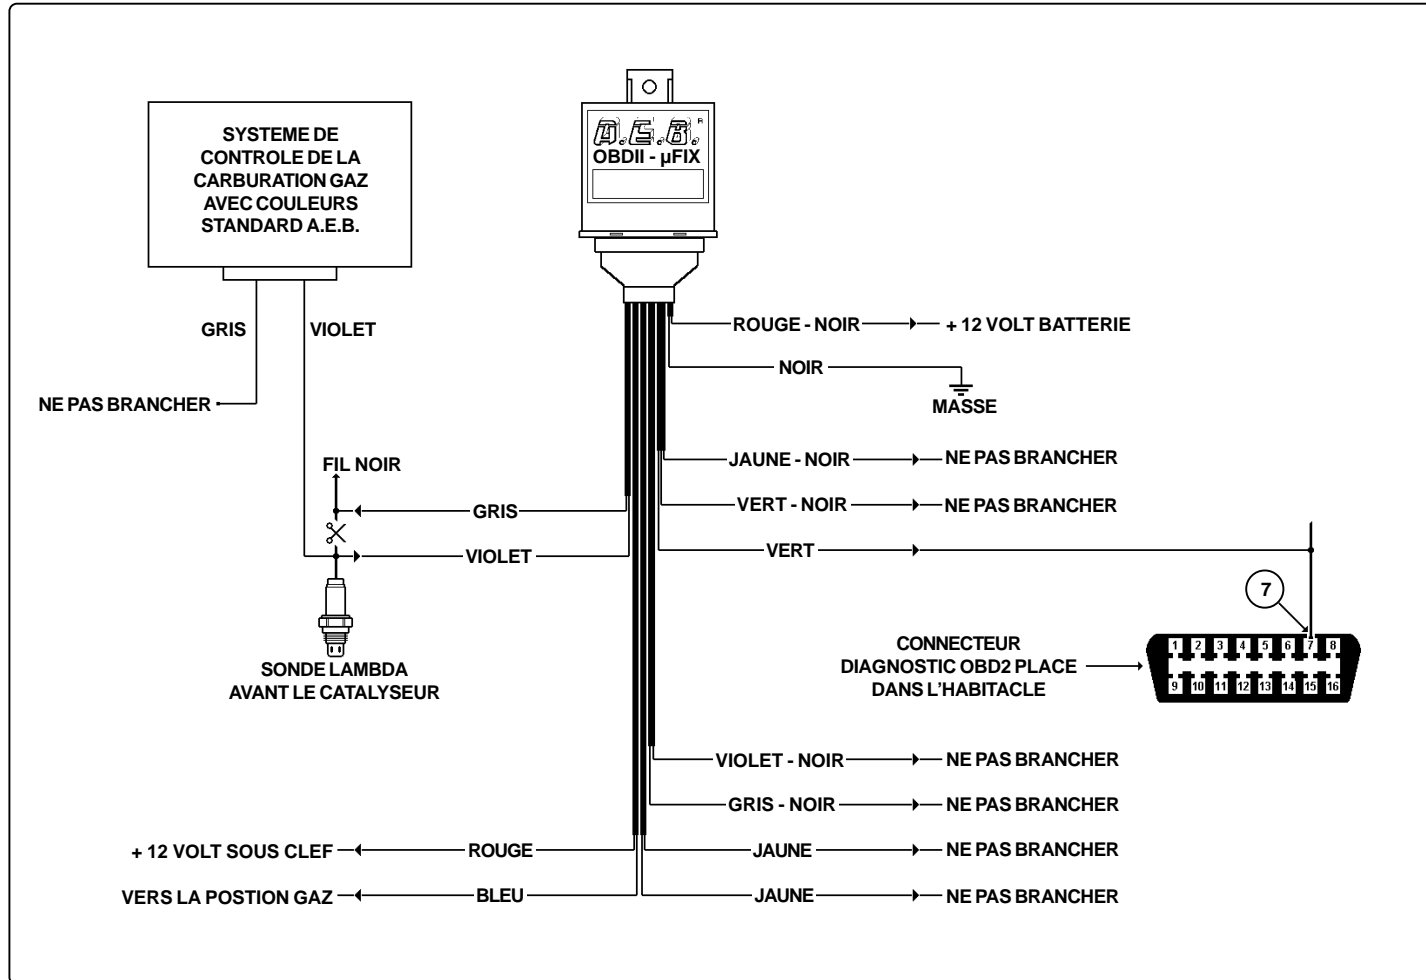 SYSTEME DE
CONTROLE DE LA
CARBURATION GAZ
AVEC COULEURS
STANDARD A.E.B.
A.E.B. R
OBDII - µFIX
GRIS
VIOLET
NE PAS BRANCHER
ROUGE - NOIR
+ 12 VOLT BATTERIE
NOIR
MASSE
FIL NOIR
JAUNE - NOIR
NE PAS BRANCHER
VERT - NOIR
NE PAS BRANCHER
GRIS
VERT
VIOLET
SONDE LAMBDA
AVANT LE CATALYSEUR
7
CONNECTEUR
DIAGNOSTIC OBD2 PLACE
DANS L'HABITACLE
1 2 3 4 5 6 7 8
9 10 11 12 13 14 15 16
VIOLET - NOIR
NE PAS BRANCHER
GRIS - NOIR
NE PAS BRANCHER
+ 12 VOLT SOUS CLEF
ROUGE
JAUNE
NE PAS BRANCHER
VERS LA POSTION GAZ
BLEU
JAUNE
NE PAS BRANCHER